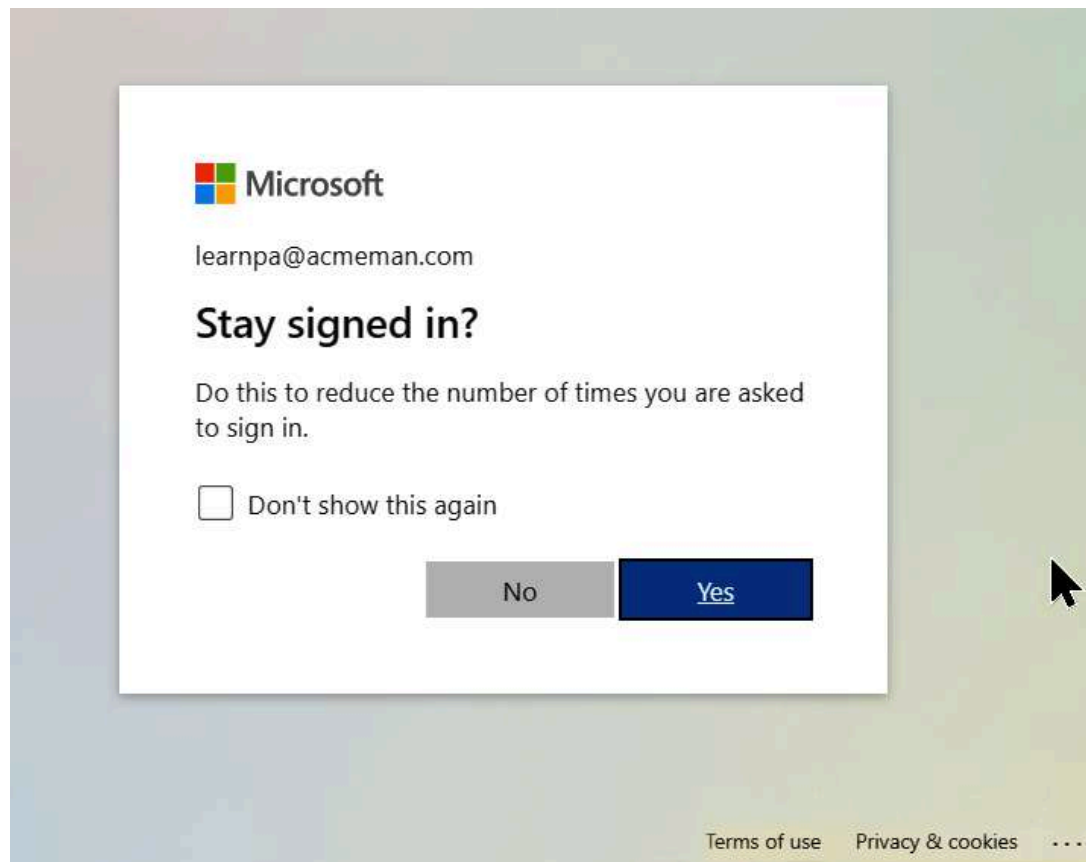 Microsoft
learnpa@acmeman.com
Stay signed in?
Do this to reduce the number of times you are asked
to sign in.
Don't show this again
No
Yes
Terms of use
Privacy & cookies
...